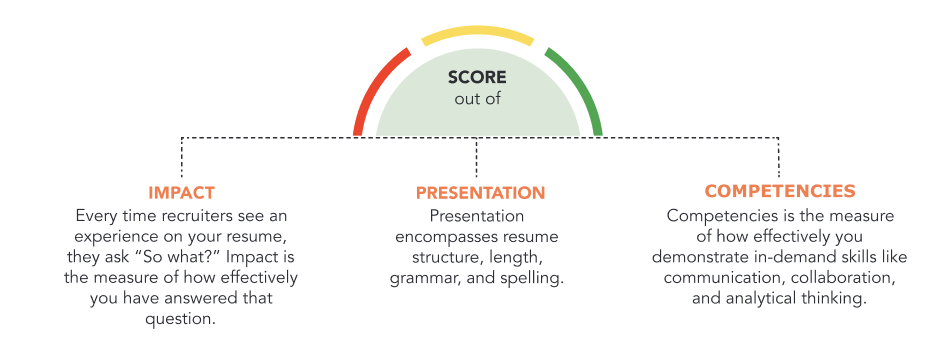 SCORE
out of
IMPACT
Every time recruiters see an
experience on your resume,
they ask “So what?” Impact is
the measure of how effectively
you have answered that
question.
PRESENTATION
Presentation
encompasses resume
structure, length,
grammar, and spelling.
COMPETENCIES
Competencies is the measure
of how effectively you
demonstrate in-demand skills like
communication, collaboration,
and analytical thinking.